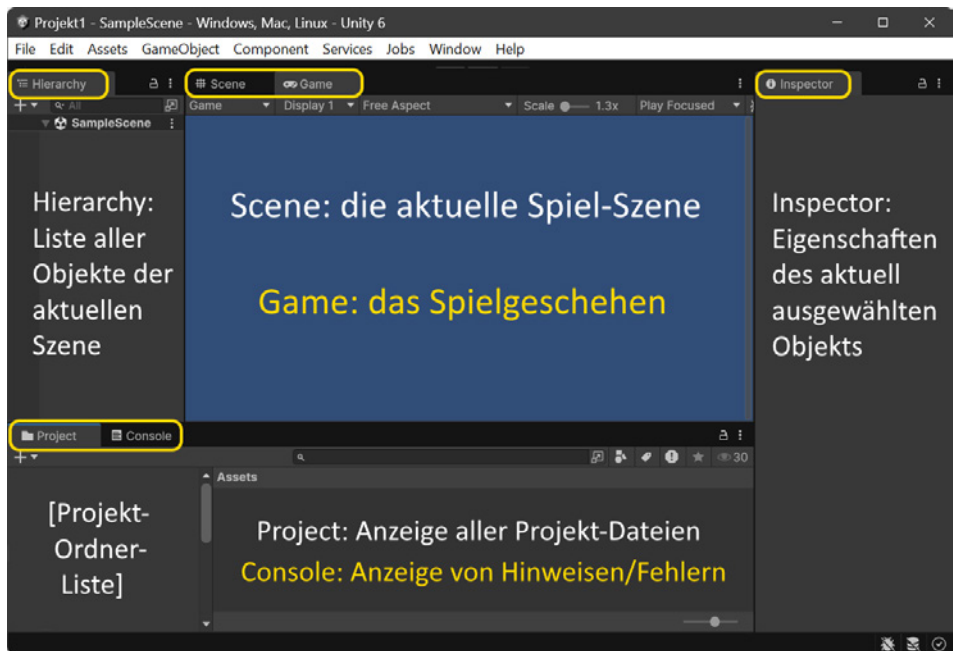 Projekt1 - SampleScene - Windows, Mac, Linux - Unity 6
File Edit Assets GameObject Component Services Jobs Window Help
Hierarchy
Scene Game
Inspector
All
Game Display 1 Free Aspect Scale 1.3x Play Focused
SampleScene
Hierarchy:
Liste aller
Objekte der
aktuellen
Szene
Scene: die aktuelle Spiel-Szene
Game: das Spielgeschehen
Inspector:
Eigenschaften
des aktuell
ausgewählten
Objekts
Project Console
30
Assets
[Projekt-
Ordner-
Liste]
Project: Anzeige aller Projekt-Dateien
Console: Anzeige von Hinweisen/Fehlern